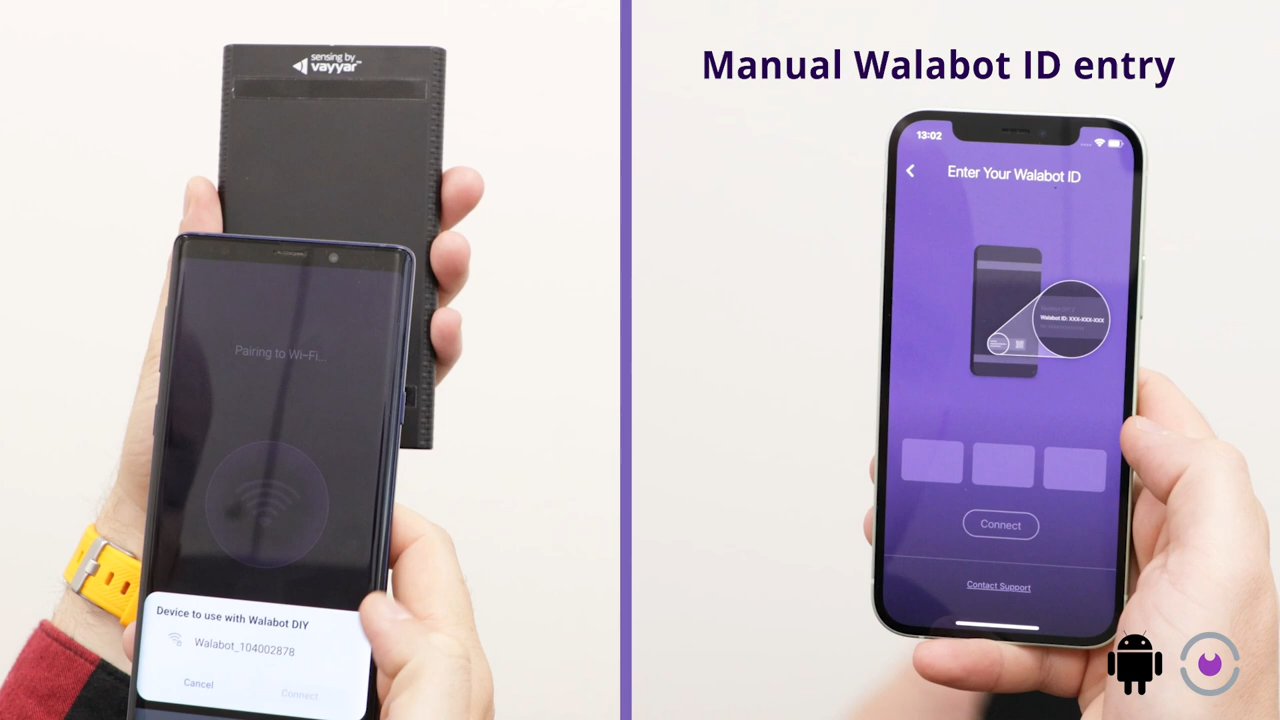 sensing by
vayyar™
Pairing to Wi-Fi...
Device to use with Walabot DIY
Walabot_104002878
Cancel
Connect
Manual Walabot ID entry
13:02
Enter Your Walabot ID
Walabot ID: XXX-XXX-XXX
Connect
Contact Support